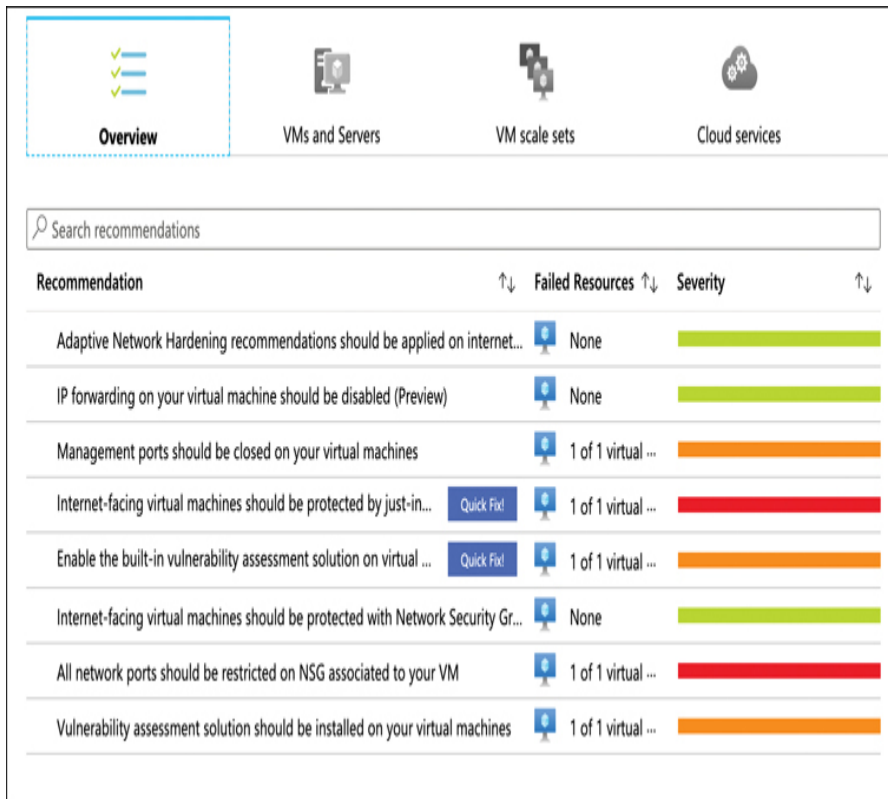 Overview
VMs and Servers
VM scale sets
Cloud services
Search recommendations
Recommendation ↑↓ Failed Resources ↑↓ Severity ↑↓
Adaptive Network Hardening recommendations should be applied on internet... None
IP forwarding on your virtual machine should be disabled (Preview) None
Management ports should be closed on your virtual machines 1 of 1 virtual ...
Internet-facing virtual machines should be protected by just-in... Quick Fix! 1 of 1 virtual ...
Enable the built-in vulnerability assessment solution on virtual ... Quick Fix! 1 of 1 virtual ...
Internet-facing virtual machines should be protected with Network Security Gr... None
All network ports should be restricted on NSG associated to your VM 1 of 1 virtual ...
Vulnerability assessment solution should be installed on your virtual machines 1 of 1 virtual ...